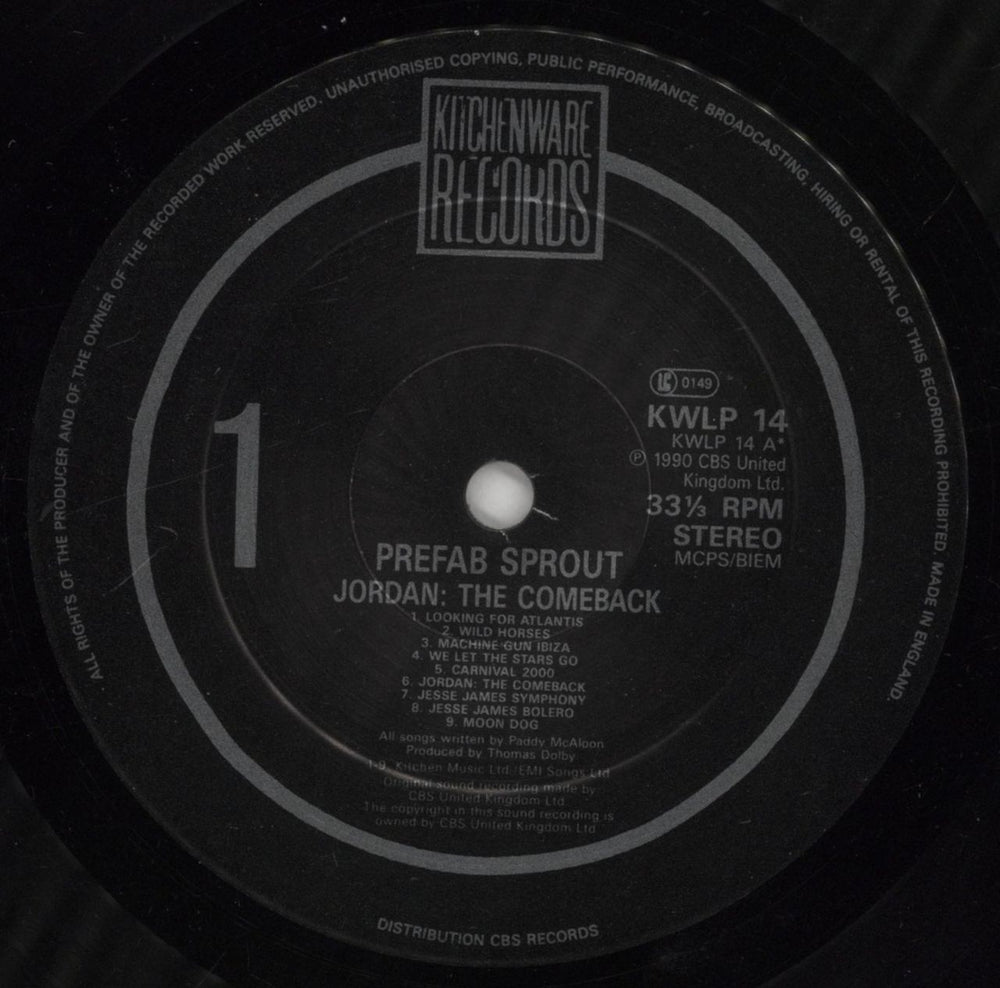 ALL RIGHTS OF THE PRODUCER AND OF THE OWNER OF THE RECORDED WORK RESERVED. UNAUTHORISED COPYING, PUBLIC PERFORMANCE, BROADCASTING, HIRING OR RENTAL OF THIS RECORDING PROHIBITED. MADE IN ENGLAND.
KITCHENWARE
RECORDS
1
LC 0149
KWLP 14
KWLP 14 A*
Ⓟ 1990 CBS United
Kingdom Ltd.
33⅓ RPM
STEREO
MCPS/BIEM
PREFAB SPROUT
JORDAN: THE COMEBACK
1. LOOKING FOR ATLANTIS
2. WILD HORSES
3. MACHINE GUN IBIZA
4. WE LET THE STARS GO
5. CARNIVAL 2000
6. JORDAN: THE COMEBACK
7. JESSE JAMES SYMPHONY
8. JESSE JAMES BOLERO
9. MOON DOG
All songs written by Paddy McAloon
Produced by Thomas Dolby
1-9. Kitchen Music Ltd./EMI Songs Ltd
Original sound recording made by
CBS United Kingdom Ltd
The copyright in this sound recording is
owned by CBS United Kingdom Ltd
DISTRIBUTION CBS RECORDS